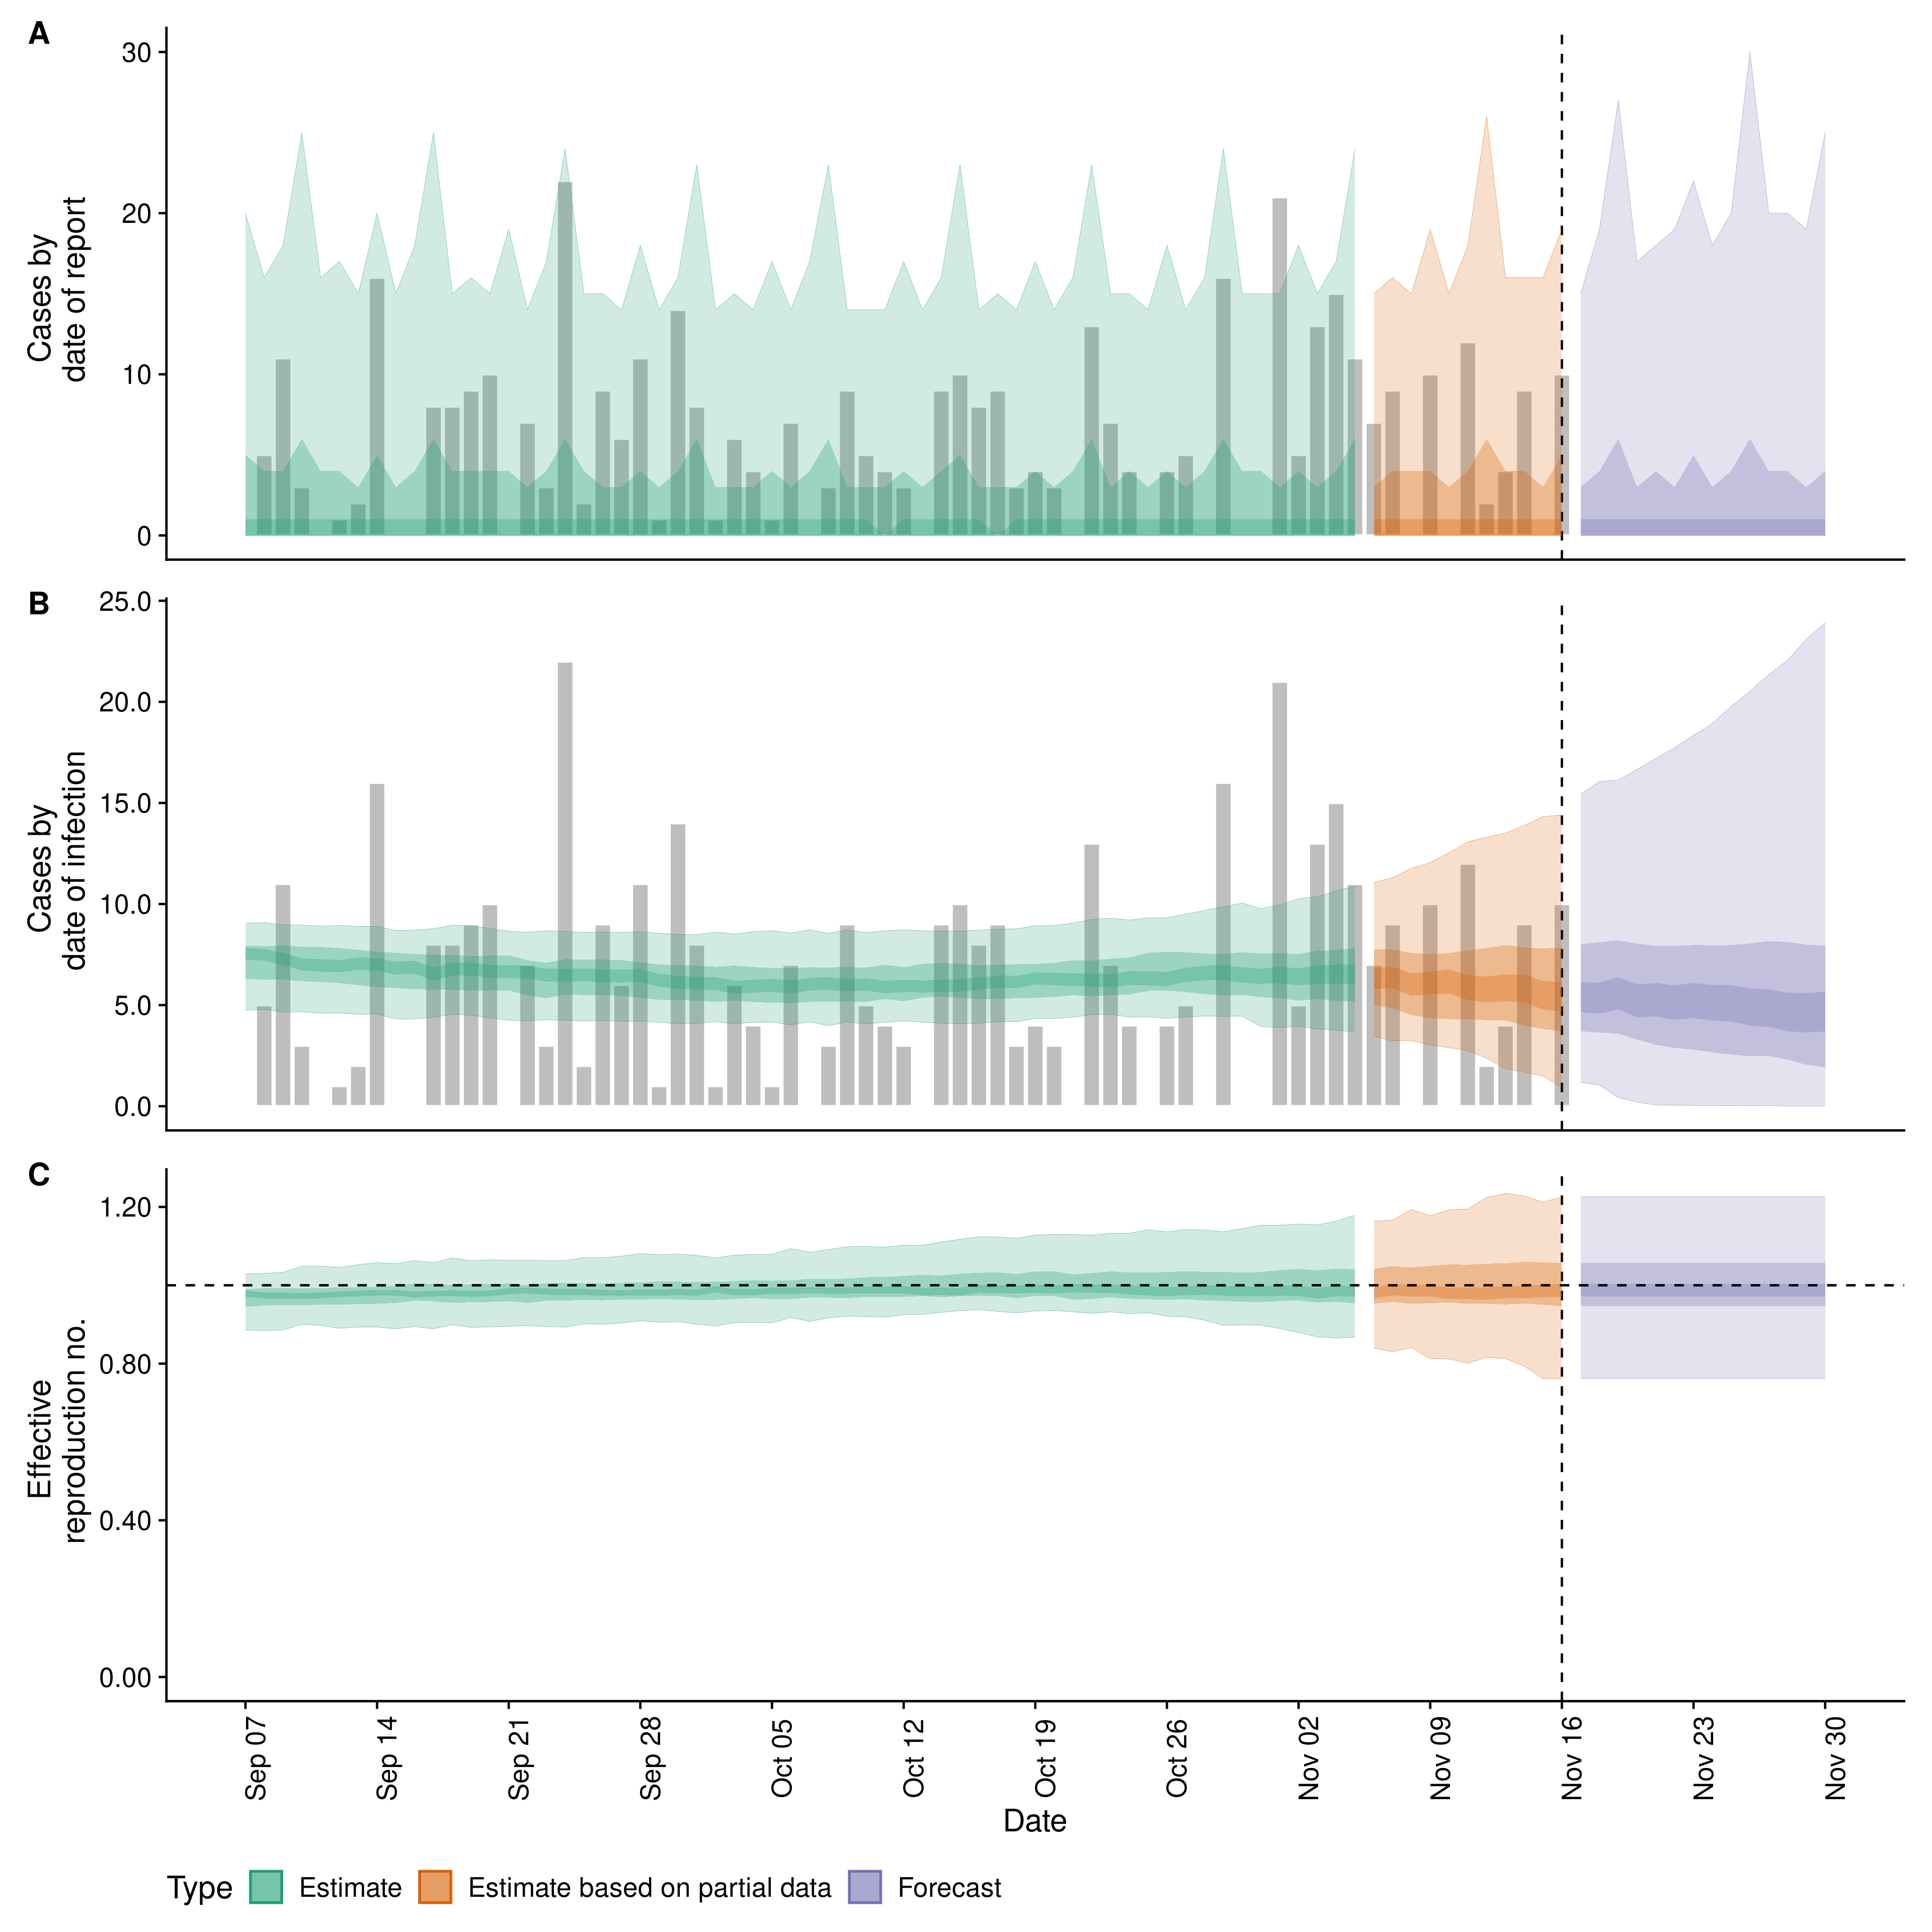 A
30
20
10
0
Cases by
date of report
B
25.0
20.0
15.0
10.0
5.0
0.0
Cases by
date of infection
C
1.20
0.80
0.40
0.00
Effective
reproduction no.
Sep 07
Sep 14
Sep 21
Sep 28
Oct 05
Oct 12
Oct 19
Oct 26
Nov 02
Nov 09
Nov 16
Nov 23
Nov 30
Date
Type Estimate Estimate based on partial data Forecast